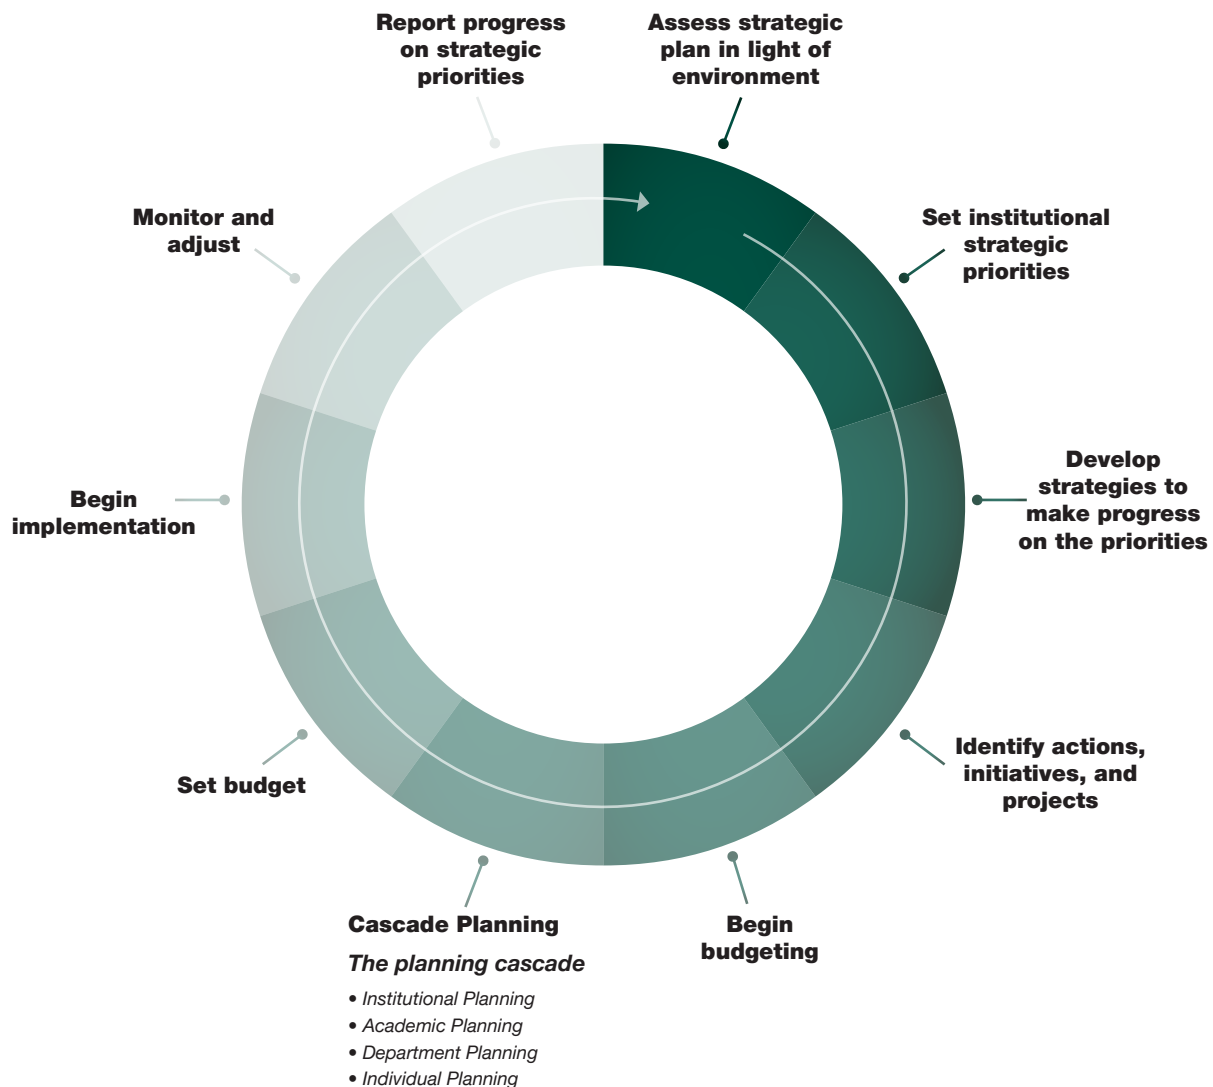 Report progress
on strategic
priorities
Assess strategic
plan in light of
environment
Monitor and
adjust
Set institutional
strategic
priorities
Begin
implementation
Develop
strategies to
make progress
on the priorities
Set budget
Identify actions,
initiatives, and
projects
Cascade Planning
The planning cascade
• Institutional Planning
• Academic Planning
• Department Planning
• Individual Planning
Begin
budgeting